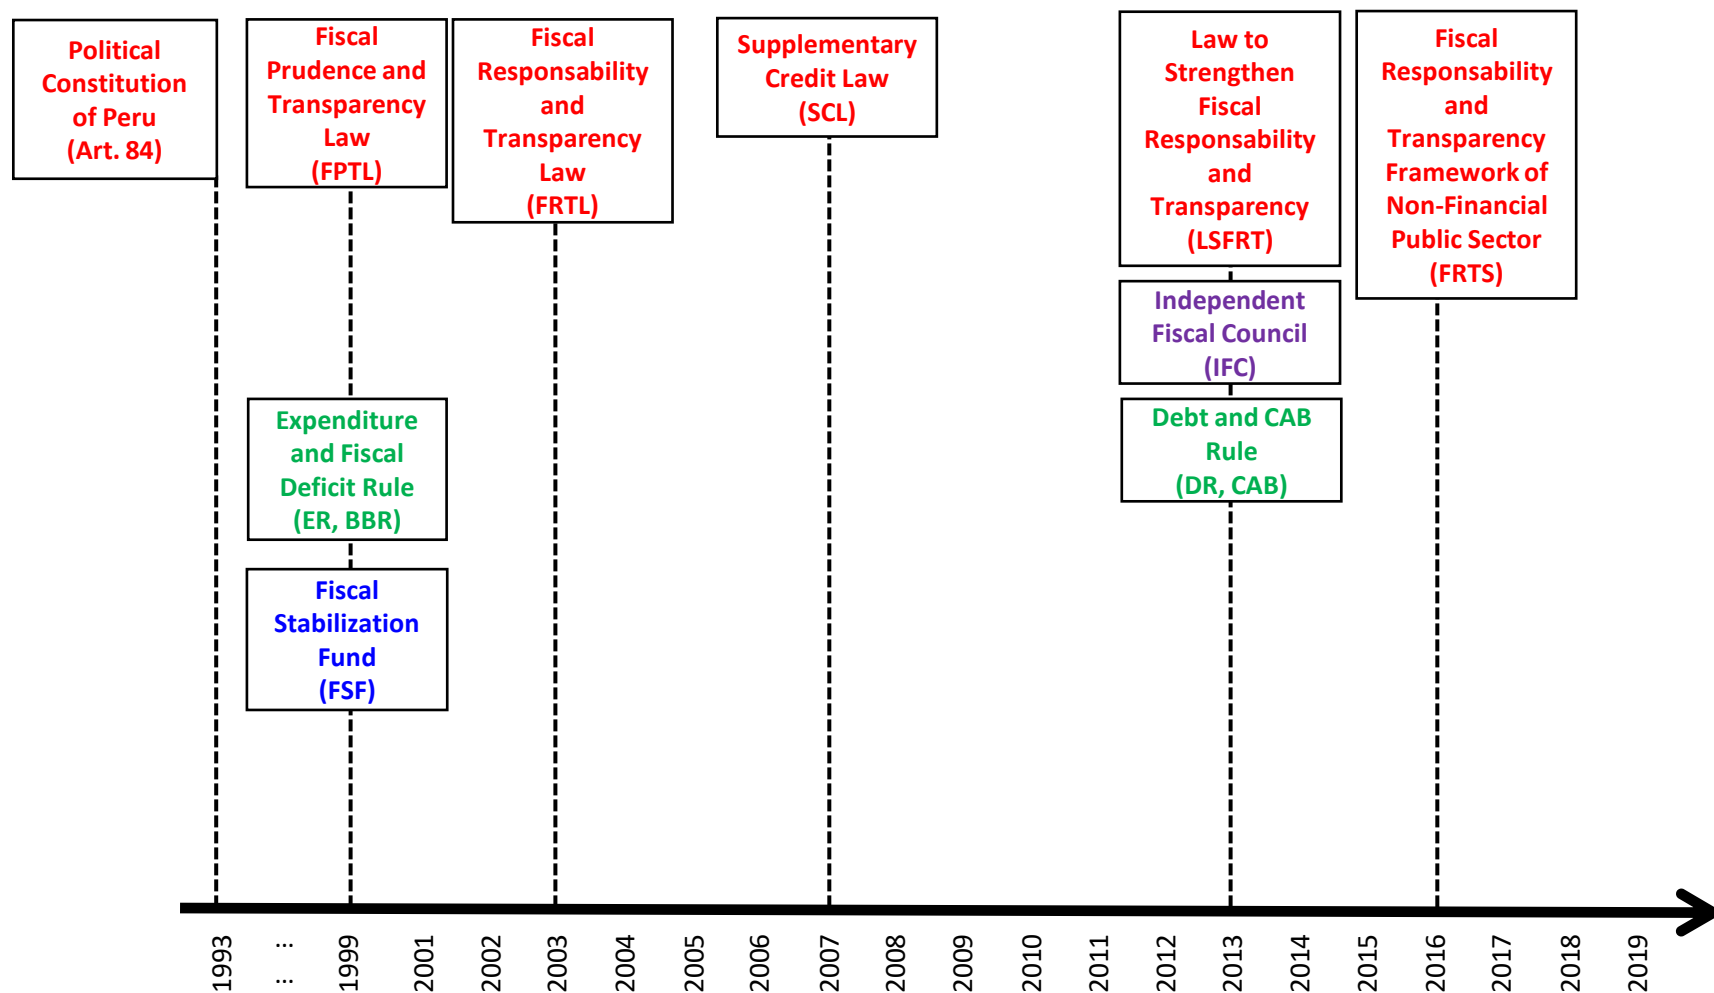 Political
Constitution
of Peru
(Art. 84)
Fiscal
Prudence and
Transparency
Law
(FPTL)
Fiscal
Responsability
and
Transparency
Law
(FRTL)
Supplementary
Credit Law
(SCL)
Law to
Strengthen
Fiscal
Responsability
and
Transparency
(LSFRT)
Fiscal
Responsability
and
Transparency
Framework of
Non-Financial
Public Sector
(FRTS)
Independent
Fiscal Council
(IFC)
Expenditure
and Fiscal
Deficit Rule
(ER, BBR)
Debt and CAB
Rule
(DR, CAB)
Fiscal
Stabilization
Fund
(FSF)
1993
... ...
1999
2001
2002
2003
2004
2005
2006
2007
2008
2009
2010
2011
2012
2013
2014
2015
2016
2017
2018
2019